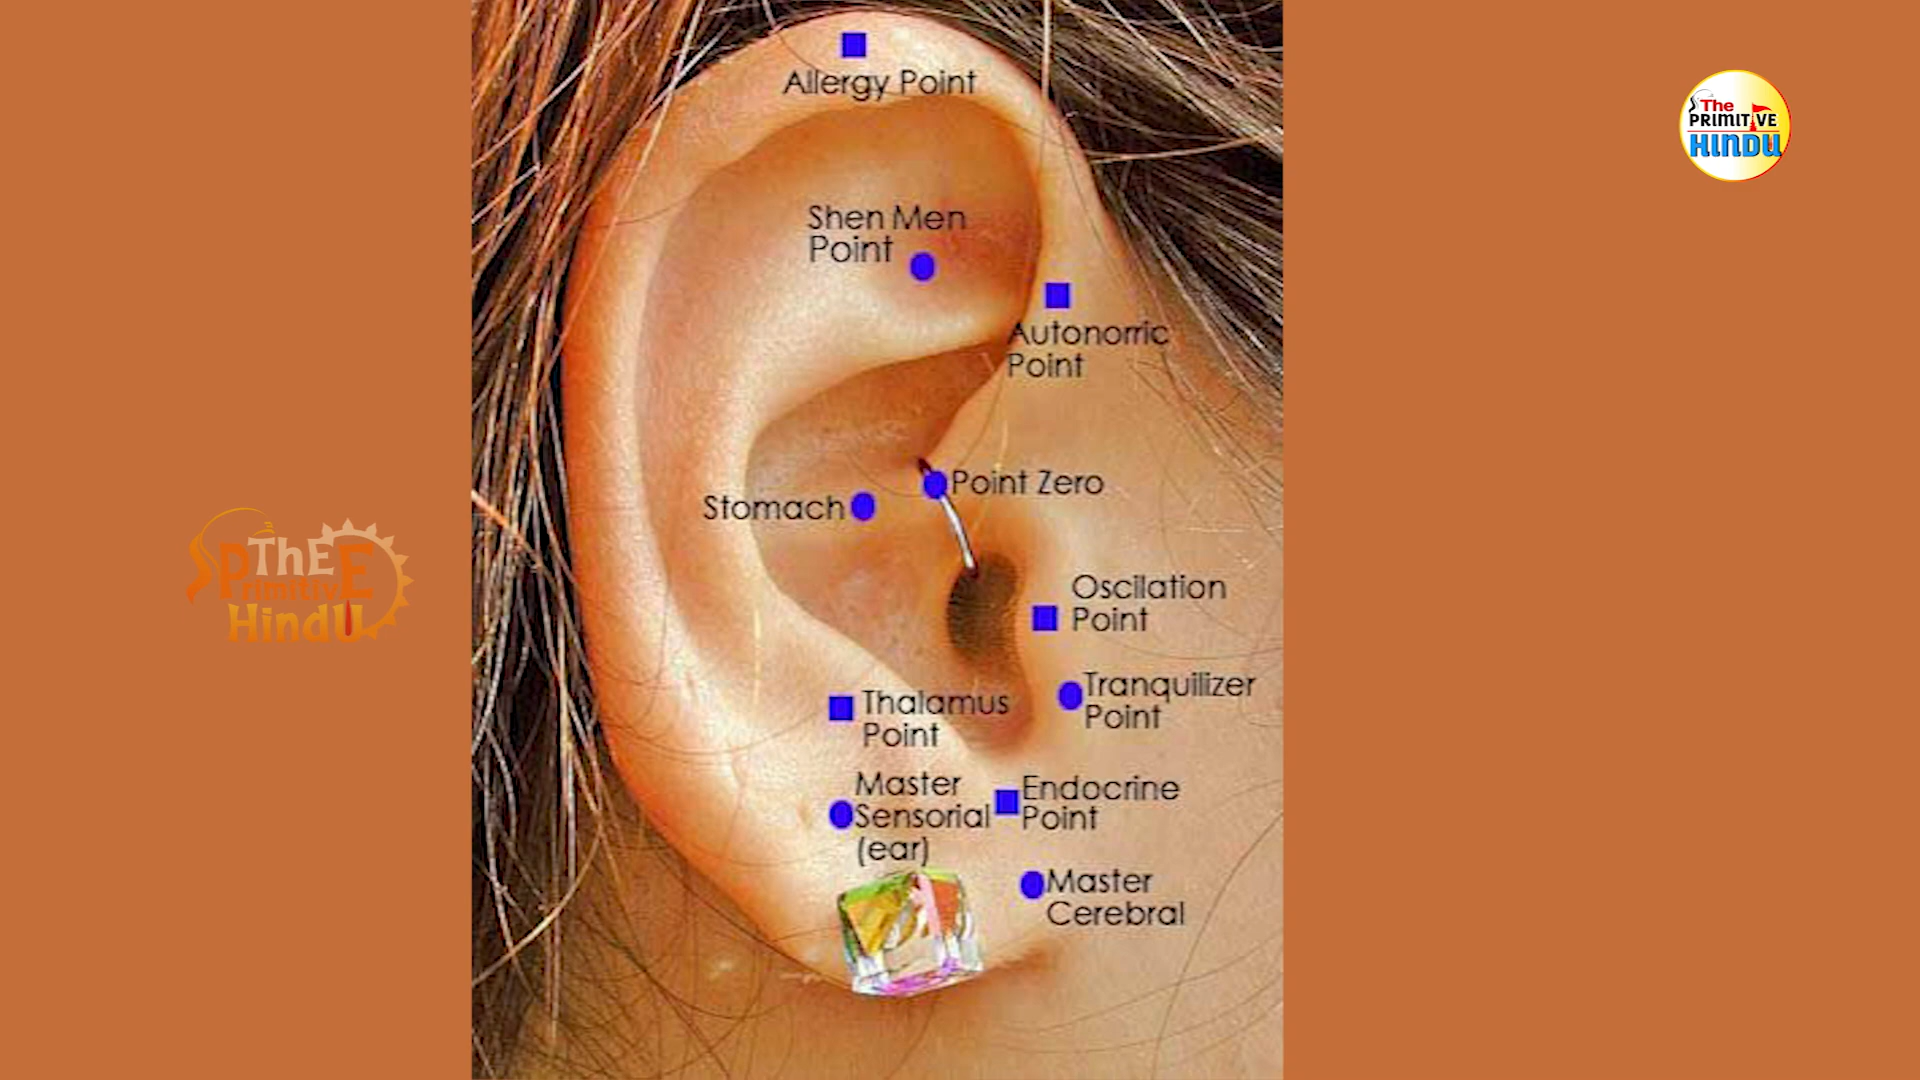 Allergy Point
The
PRIMITIVE
HINDU
Shen Men
Point
Autonomic
Point
Point Zero
Stomach
ThE
PrimitivE
HindU
Oscilation
Point
Tranquilizer
Point
Thalamus
Point
Master
Sensorial
(ear)
Endocrine
Point
Master
Cerebral